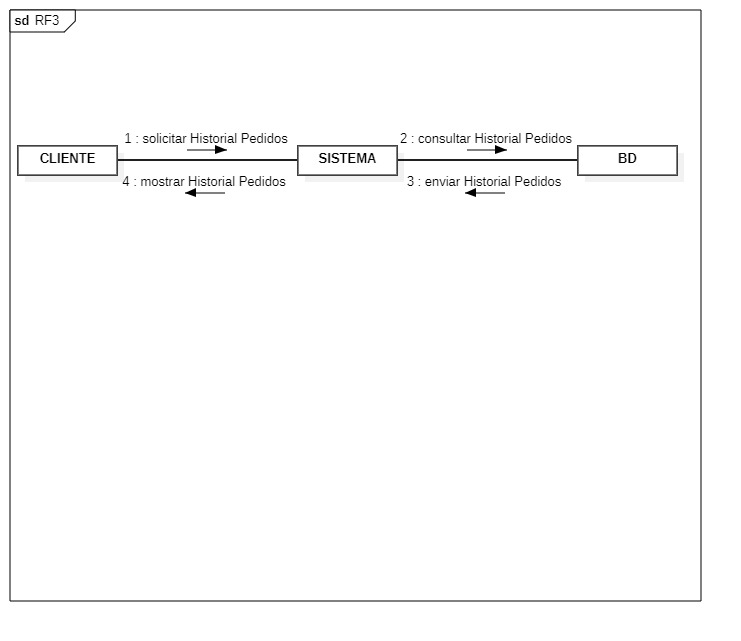 sd RF3
1 : solicitar Historial Pedidos
2 : consultar Historial Pedidos
CLIENTE
SISTEMA
BD
4 : mostrar Historial Pedidos
3 : enviar Historial Pedidos